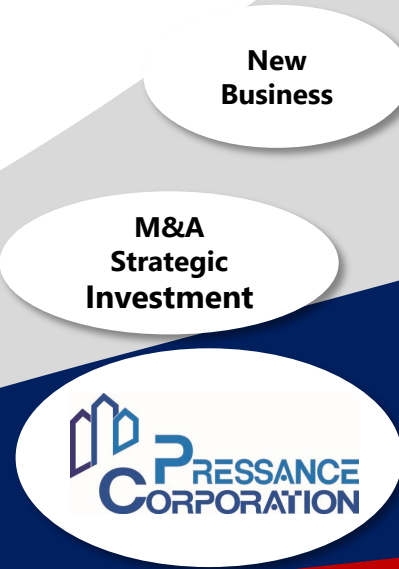 New
Business
M&A
Strategic
Investment
PRESSANCE
CORPORATION